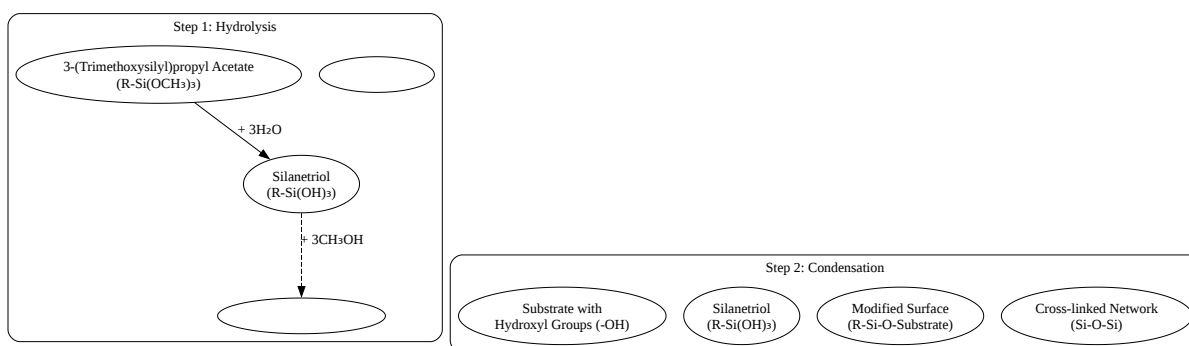 Step 1: Hydrolysis
3-(Trimethoxysilyl)propyl Acetate
(R-Si(OCH₃)₃)
+ 3H₂O
Silanetriol
(R-Si(OH)₃)
+ 3CH₃OH
Step 2: Condensation
Substrate with
Hydroxyl Groups (-OH)
Silanetriol
(R-Si(OH)₃)
Modified Surface
(R-Si-O-Substrate)
Cross-linked Network
(Si-O-Si)